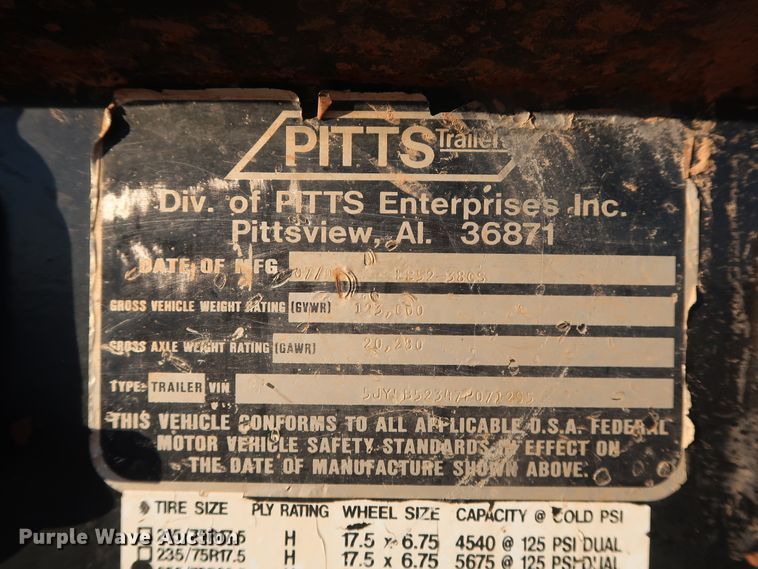 PITTS Trailers
Div. of PITTS Enterprises Inc.
Pittsview, Al. 36871
DATE OF MFG 07/
GROSS VEHICLE WEIGHT RATING (GVWR)
GROSS AXLE WEIGHT RATING (GAWR) 20,280
TYPE: TRAILER VIN
THIS VEHICLE CONFORMS TO ALL APPLICABLE U.S.A. FEDERAL
MOTOR VEHICLE SAFETY STANDARDS IN EFFECT ON
THE DATE OF MANUFACTURE SHOWN ABOVE.
TIRE SIZE PLY RATING WHEEL SIZE CAPACITY @ COLD PSI
H 17.5 x 6.75 4540 @ 125 PSI DUAL
235/75R17.5 H 17.5 x 6.75 5675 @ 125 PSI DUAL
Purple Wave Auction